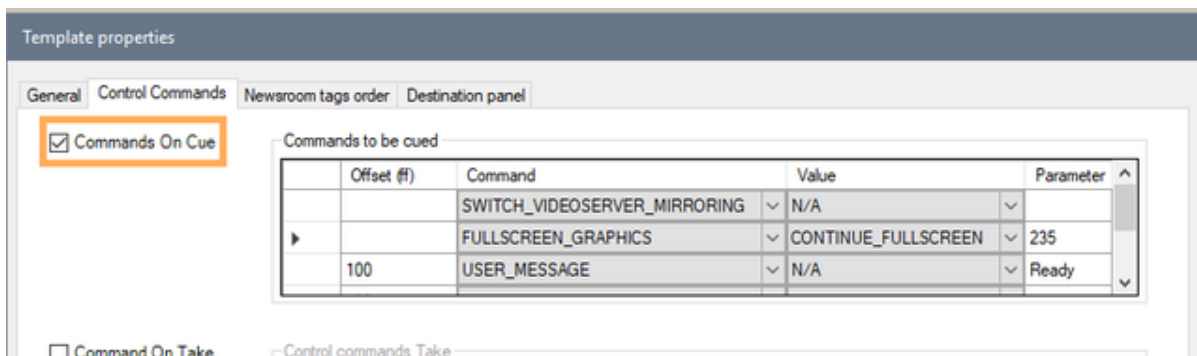 Template properties
General Control Commands Newsroom tags order Destination panel
Commands On Cue Commands to be cued
Offset (ff) Command Value Parameter
SWITCH_VIDEOSERVER_MIRRORING N/A
FULLSCREEN_GRAPHICS CONTINUE_FULLSCREEN 235
100 USER_MESSAGE N/A Ready
Command On Take Control commands Take